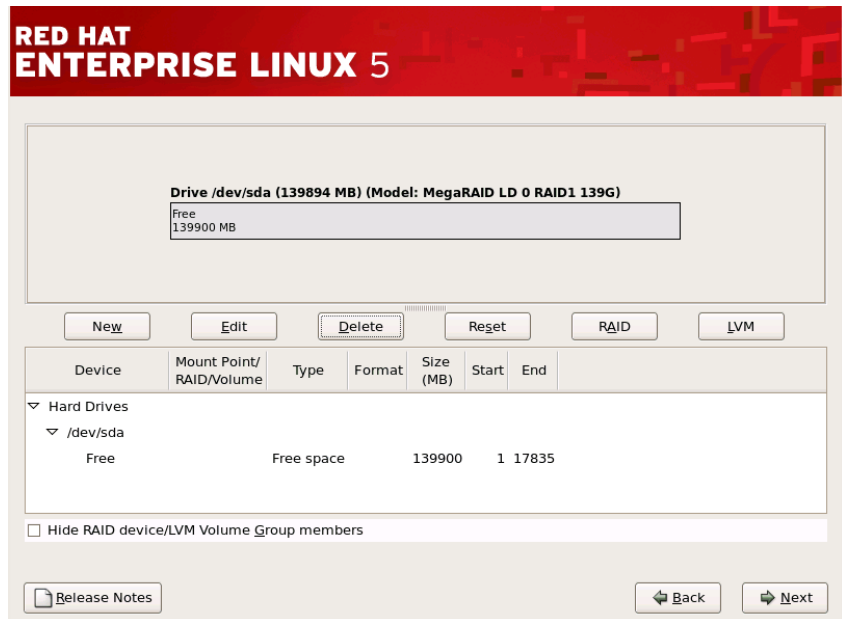 RED HAT
ENTERPRISE LINUX 5
Drive /dev/sda (139894 MB) (Model: MegaRAID LD 0 RAID1 139G)
Free
139900 MB
New Edit Delete Reset RAID LVM
Device Mount Point/ RAID/Volume Type Format Size (MB) Start End
Hard Drives
/dev/sda
Free Free space 139900 1 17835
Hide RAID device/LVM Volume Group members
Release Notes Back Next